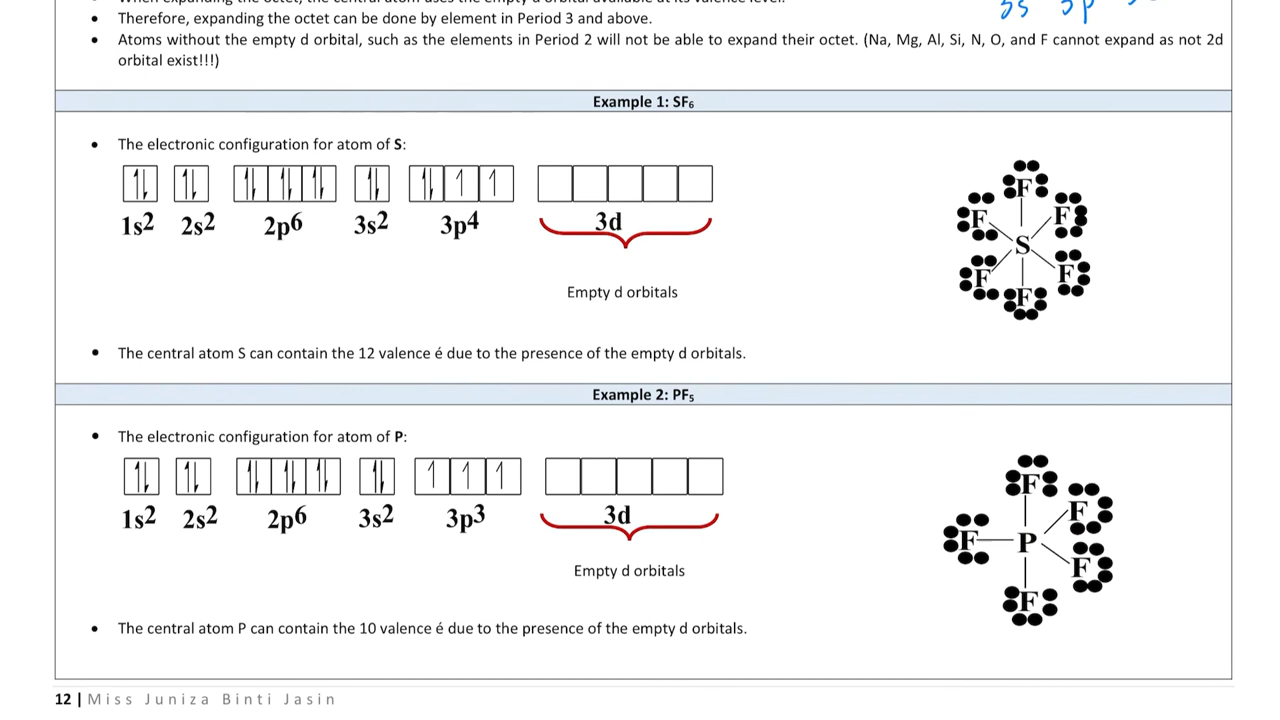 Therefore, expanding the octet can be done by element in Period 3 and above.
3s 3p
Atoms without the empty d orbital, such as the elements in Period 2 will not be able to expand their octet. (Na, Mg, Al, Si, N, O, and F cannot expand as not 2d
orbital exist!!!)
Example 1: SF₆
The electronic configuration for atom of S:
1s2 2s2 2p6 3s2 3p4 3d
Empty d orbitals
F
F F
S
F F
F
The central atom S can contain the 12 valence é due to the presence of the empty d orbitals.
Example 2: PF₅
The electronic configuration for atom of P:
1s2 2s2 2p6 3s2 3p3 3d
Empty d orbitals
F
F
F P
F
F
The central atom P can contain the 10 valence é due to the presence of the empty d orbitals.
12 | Miss Juniza Binti Jasin